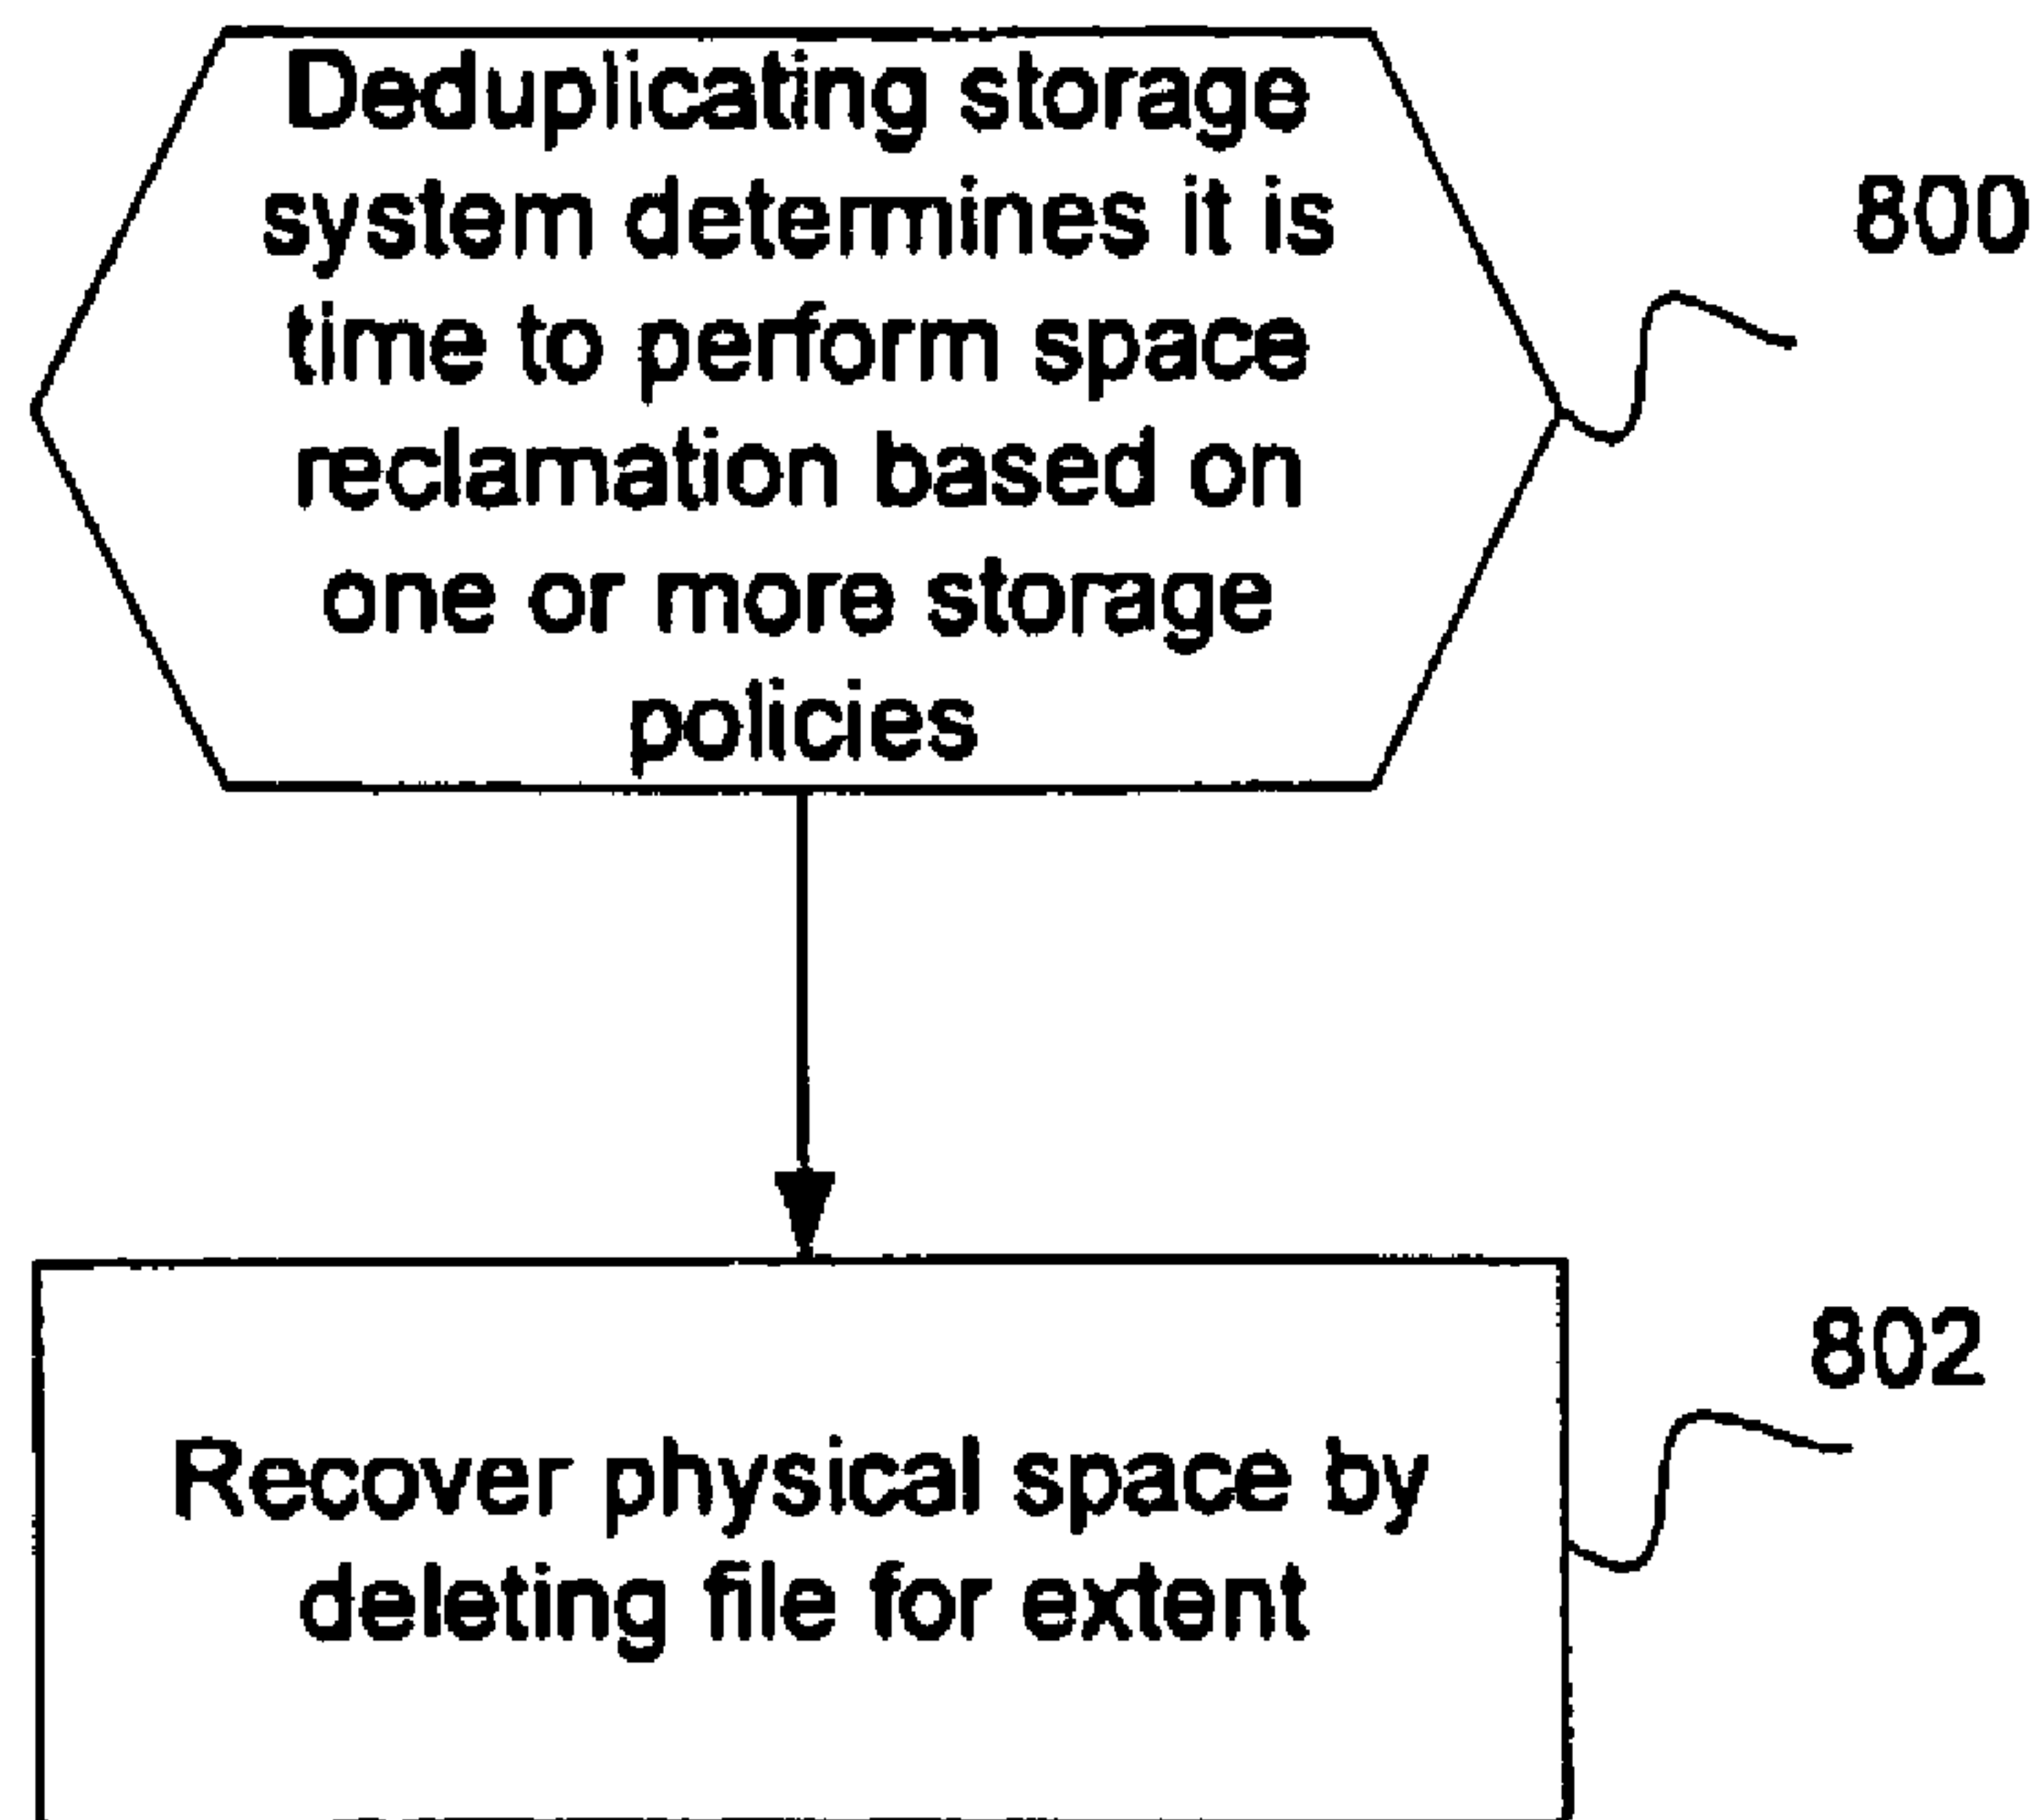 Deduplicating storage
system determines it is
time to perform space
reclamation based on
one or more storage
policies
800
802
Recover physical space by
deleting file for extent